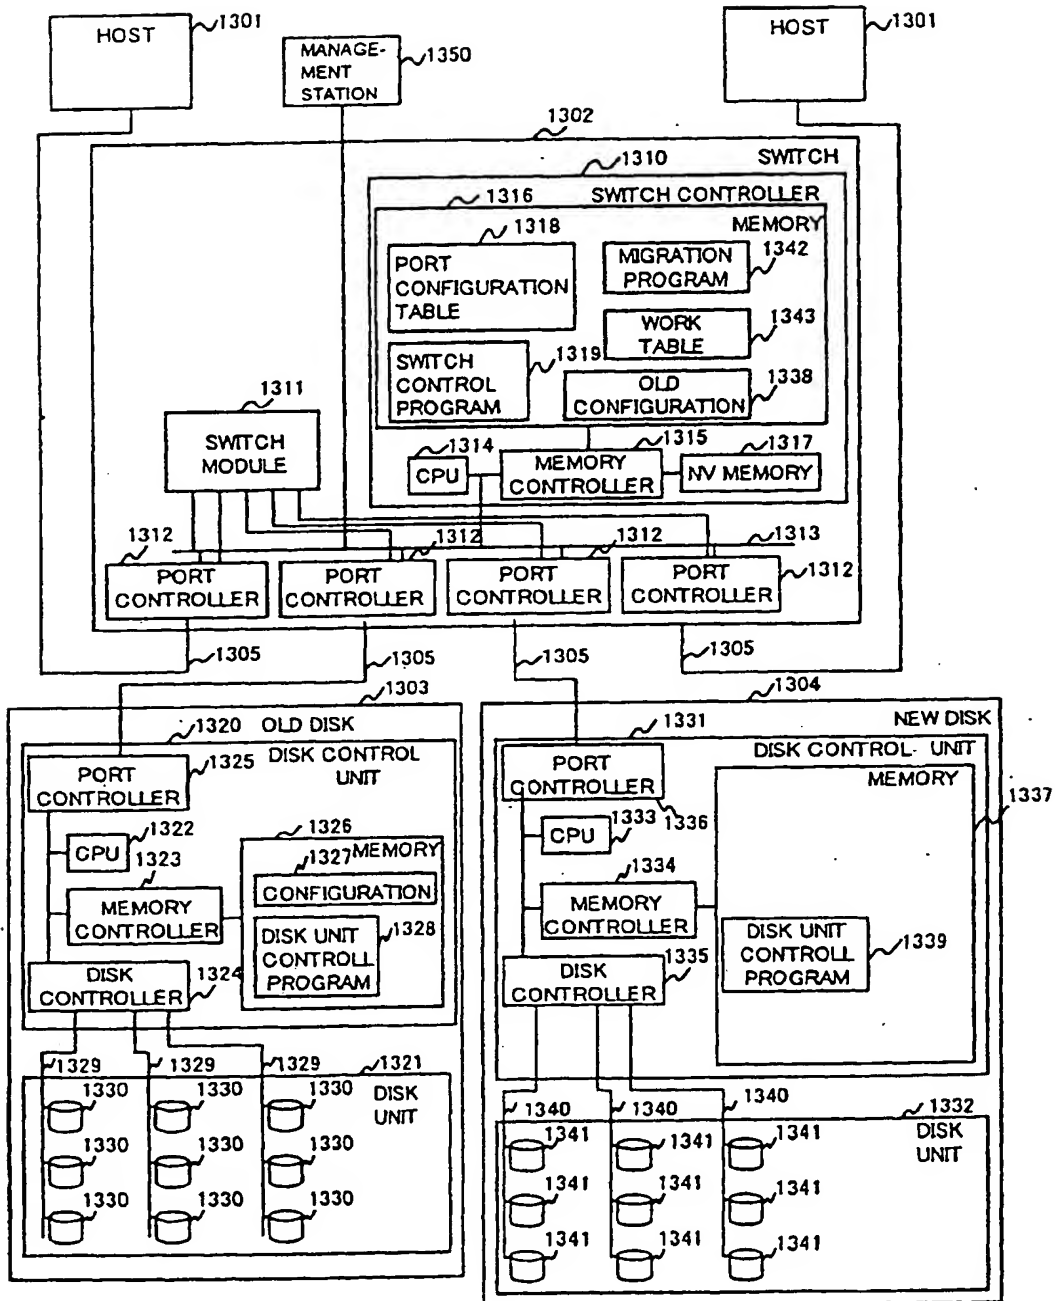 HOST
1301
MANAGE-
MENT
STATION
1350
HOST
1301
1302
SWITCH
1310
SWITCH CONTROLLER
1316
MEMORY
1318
PORT
CONFIGURATION
TABLE
MIGRATION
PROGRAM
1342
WORK
TABLE
1343
SWITCH
CONTROL
PROGRAM
1319
OLD
CONFIGURATION
1338
1311
SWITCH
MODULE
1314
CPU
1315
MEMORY
CONTROLLER
1317
NV MEMORY
1312
PORT
CONTROLLER
1312
PORT
CONTROLLER
1312
PORT
CONTROLLER
1313
PORT
CONTROLLER
1312
1305
1305
1305
1305
1303
OLD DISK
1320
DISK CONTROL
UNIT
PORT
CONTROLLER
1325
CPU
1322
1323
MEMORY
CONTROLLER
1326
MEMORY
1327
CONFIGURATION
DISK UNIT
CONTROLL
PROGRAM
1328
DISK
CONTROLLER
1324
1329
1329
1329
1321
DISK
UNIT
1330
1330
1330
1330
1330
1330
1330
1330
1330
1304
NEW DISK
1331
DISK CONTROL UNIT
PORT
CONTROLLER
1336
MEMORY
1337
CPU
1333
1334
MEMORY
CONTROLLER
DISK UNIT
CONTROLL
PROGRAM
1339
DISK
CONTROLLER
1335
1340
1340
1340
1332
DISK
UNIT
1341
1341
1341
1341
1341
1341
1341
1341
1341